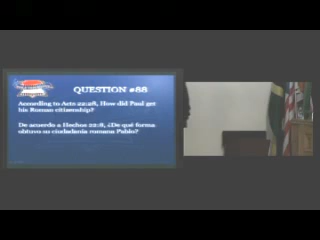 QUESTION #88
According to Acts 22:28, How did Paul get
his Roman citizenship?
De acuerdo a Hechos 22:8, ¿De qué forma
obtuvo su ciudadanía romana Pablo?